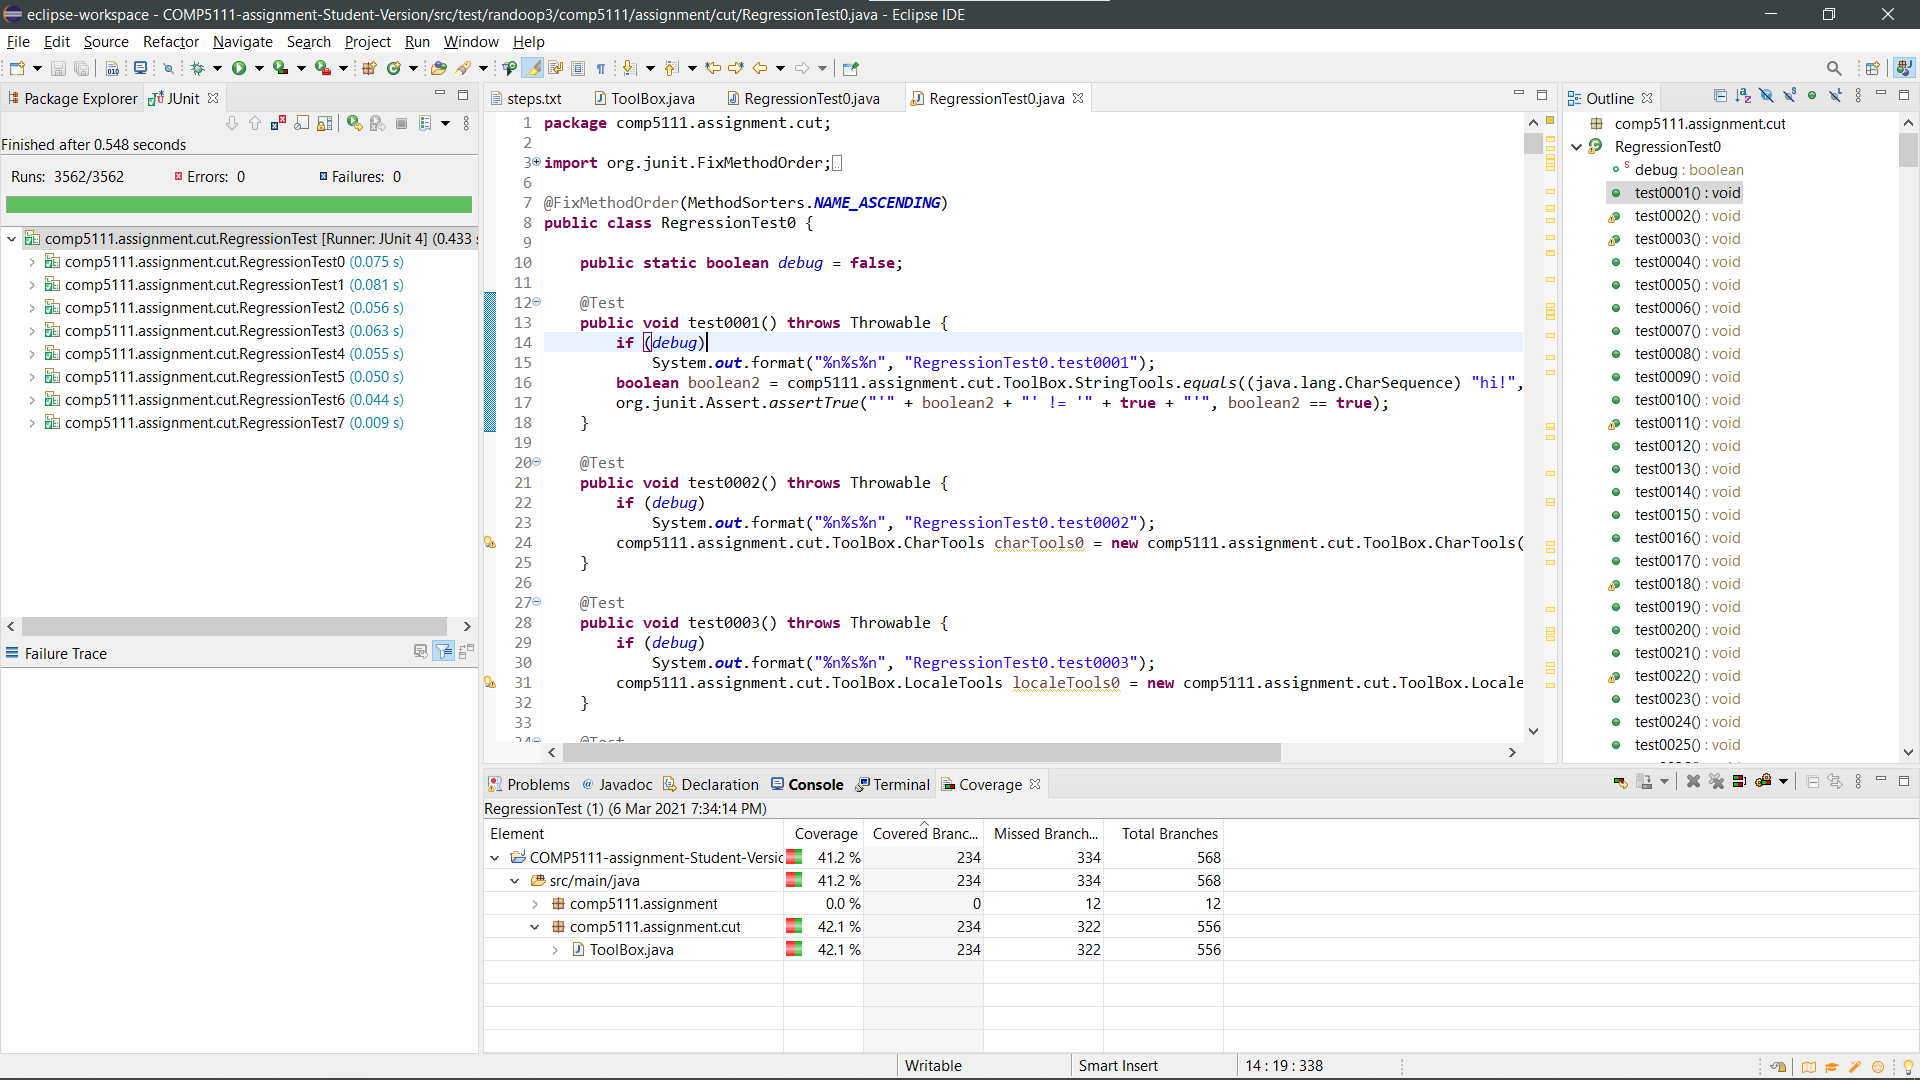 eclipse-workspace - COMP5111-assignment-Student-Version/src/test/randoop3/comp5111/assignment/cut/RegressionTest0.java - Eclipse IDE
File Edit Source Refactor Navigate Search Project Run Window Help
Package Explorer JUnit
Finished after 0.548 seconds
Runs: 3562/3562 Errors: 0 Failures: 0
comp5111.assignment.cut.RegressionTest [Runner: JUnit 4] (0.433 s
comp5111.assignment.cut.RegressionTest0 (0.075 s)
comp5111.assignment.cut.RegressionTest1 (0.081 s)
comp5111.assignment.cut.RegressionTest2 (0.056 s)
comp5111.assignment.cut.RegressionTest3 (0.063 s)
comp5111.assignment.cut.RegressionTest4 (0.055 s)
comp5111.assignment.cut.RegressionTest5 (0.050 s)
comp5111.assignment.cut.RegressionTest6 (0.044 s)
comp5111.assignment.cut.RegressionTest7 (0.009 s)
Failure Trace
steps.txt ToolBox.java RegressionTest0.java RegressionTest0.java
1 package comp5111.assignment.cut;
2
3 import org.junit.FixMethodOrder;
6
7 @FixMethodOrder(MethodSorters.NAME_ASCENDING)
8 public class RegressionTest0 {
9
10 public static boolean debug = false;
11
12 @Test
13 public void test0001() throws Throwable {
14 if (debug)
15 System.out.format("%n%s%n", "RegressionTest0.test0001");
16 boolean boolean2 = comp5111.assignment.cut.ToolBox.StringTools.equals((java.lang.CharSequence) "hi!",
17 org.junit.Assert.assertTrue("'" + boolean2 + "' != '" + true + "'", boolean2 == true);
18 }
19
20 @Test
21 public void test0002() throws Throwable {
22 if (debug)
23 System.out.format("%n%s%n", "RegressionTest0.test0002");
24 comp5111.assignment.cut.ToolBox.CharTools charTools0 = new comp5111.assignment.cut.ToolBox.CharTools(
25 }
26
27 @Test
28 public void test0003() throws Throwable {
29 if (debug)
30 System.out.format("%n%s%n", "RegressionTest0.test0003");
31 comp5111.assignment.cut.ToolBox.LocaleTools localeTools0 = new comp5111.assignment.cut.ToolBox.Locale
32 }
33
34 @Test
Outline
comp5111.assignment.cut
RegressionTest0
debug : boolean
test0001() : void
test0002() : void
test0003() : void
test0004() : void
test0005() : void
test0006() : void
test0007() : void
test0008() : void
test0009() : void
test0010() : void
test0011() : void
test0012() : void
test0013() : void
test0014() : void
test0015() : void
test0016() : void
test0017() : void
test0018() : void
test0019() : void
test0020() : void
test0021() : void
test0022() : void
test0023() : void
test0024() : void
test0025() : void
Problems Javadoc Declaration Console Terminal Coverage
RegressionTest (1) (6 Mar 2021 7:34:14 PM)
Element Coverage Covered Branc... Missed Branch... Total Branches
COMP5111-assignment-Student-Versic 41.2 % 234 334 568
src/main/java 41.2 % 234 334 568
comp5111.assignment 0.0 % 0 12 12
comp5111.assignment.cut 42.1 % 234 322 556
ToolBox.java 42.1 % 234 322 556
Writable Smart Insert 14 : 19 : 338